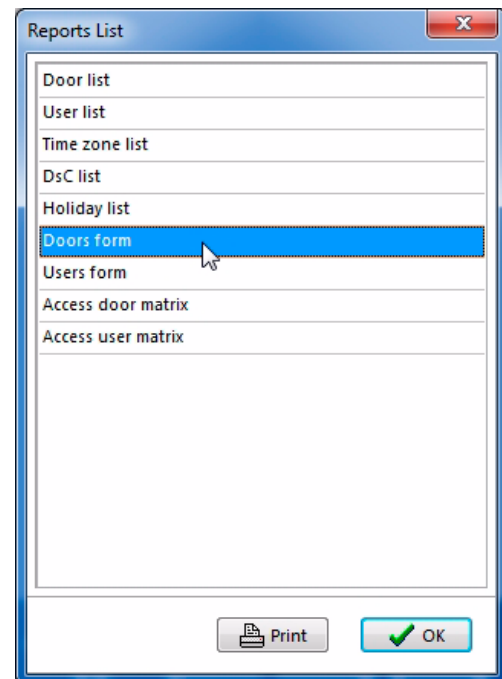 Reports List
Door list
User list
Time zone list
DsC list
Holiday list
Doors form
Users form
Access door matrix
Access user matrix
Print
OK